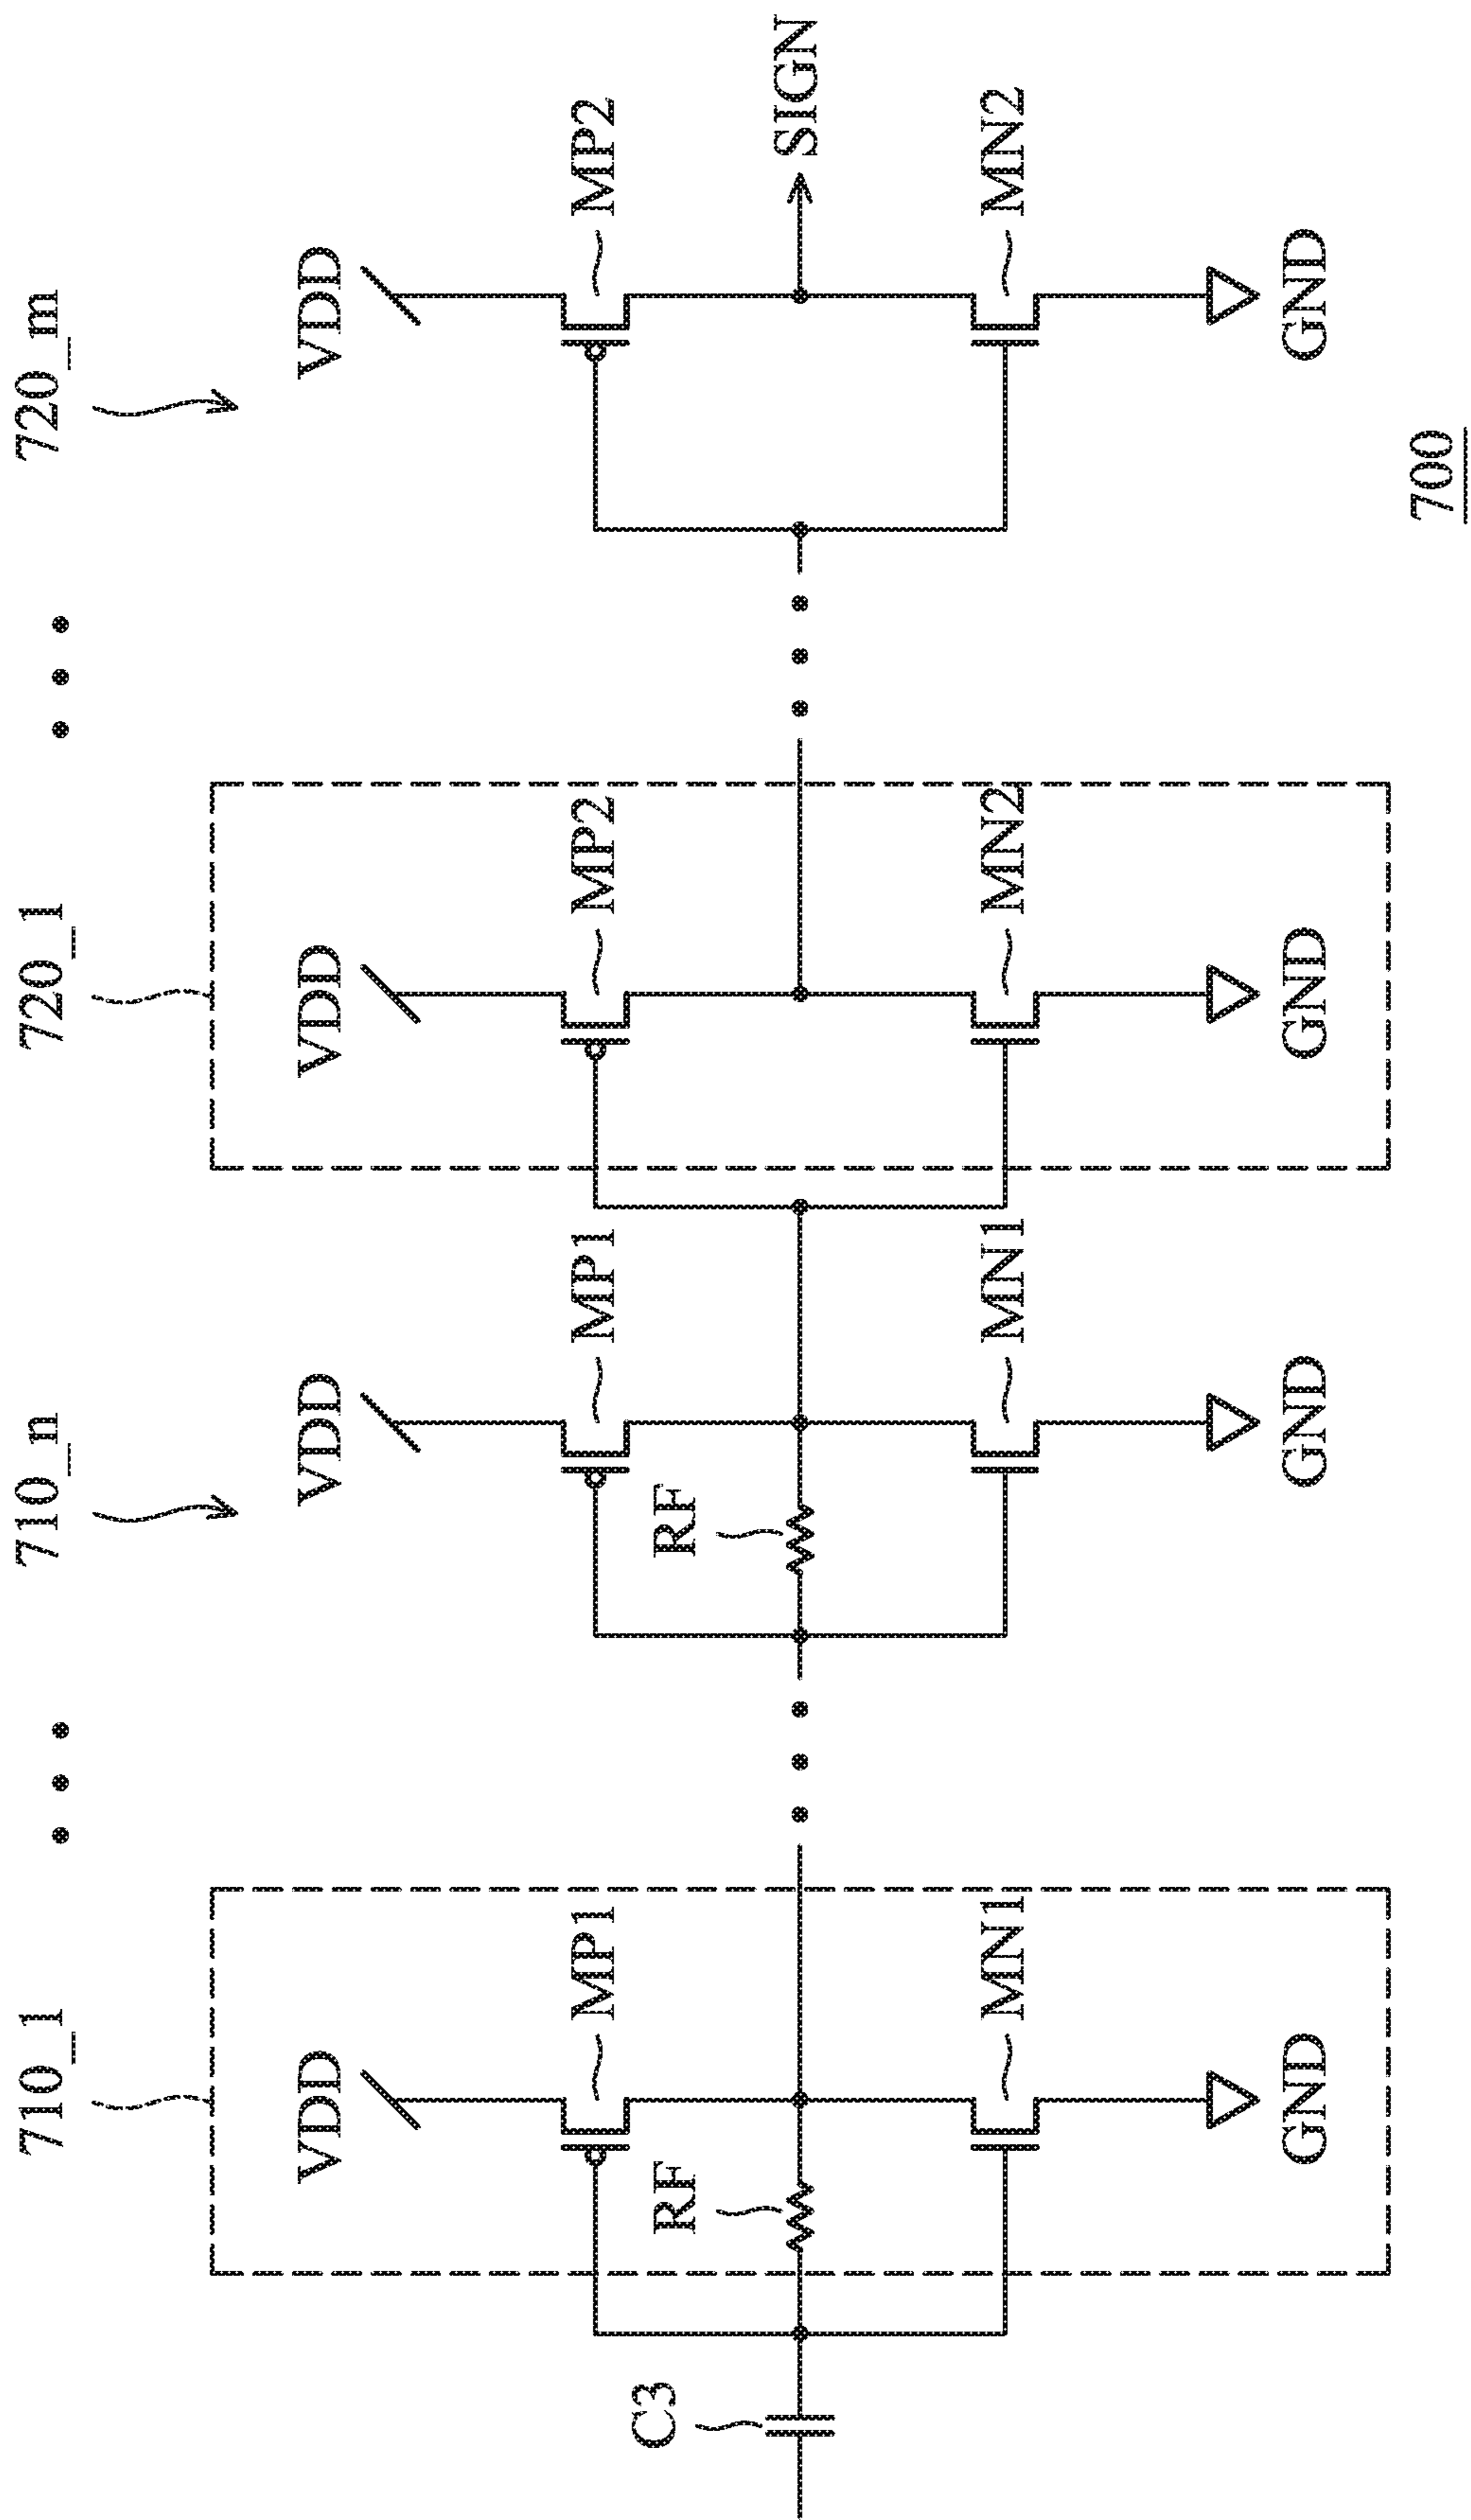 710_1
710_n
720_1
720_m
VDD
VDD
VDD
VDD
MP1
MP1
MP2
MP2
C3
RF
RF
SIGN
MN1
MN1
MN2
MN2
GND
GND
GND
GND
700